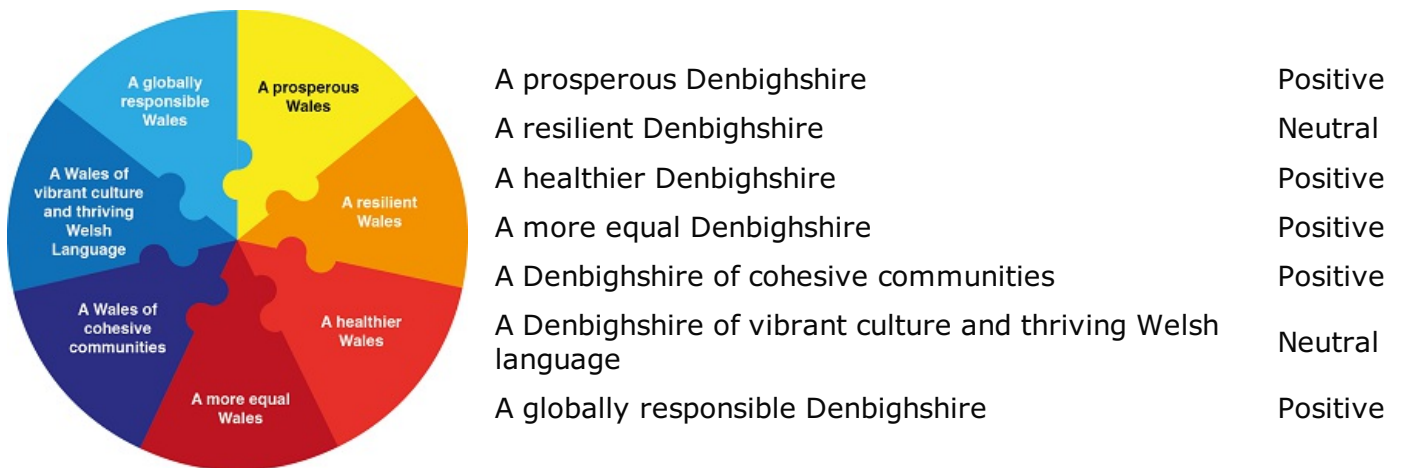 A globally
responsible
Wales
A prosperous
Wales
A resilient
Wales
A healthier
Wales
A more equal
Wales
A Wales of
cohesive
communities
A Wales of
vibrant culture
and thriving
Welsh
Language
A prosperous Denbighshire Positive
A resilient Denbighshire Neutral
A healthier Denbighshire Positive
A more equal Denbighshire Positive
A Denbighshire of cohesive communities Positive
A Denbighshire of vibrant culture and thriving Welsh
language Neutral
A globally responsible Denbighshire Positive